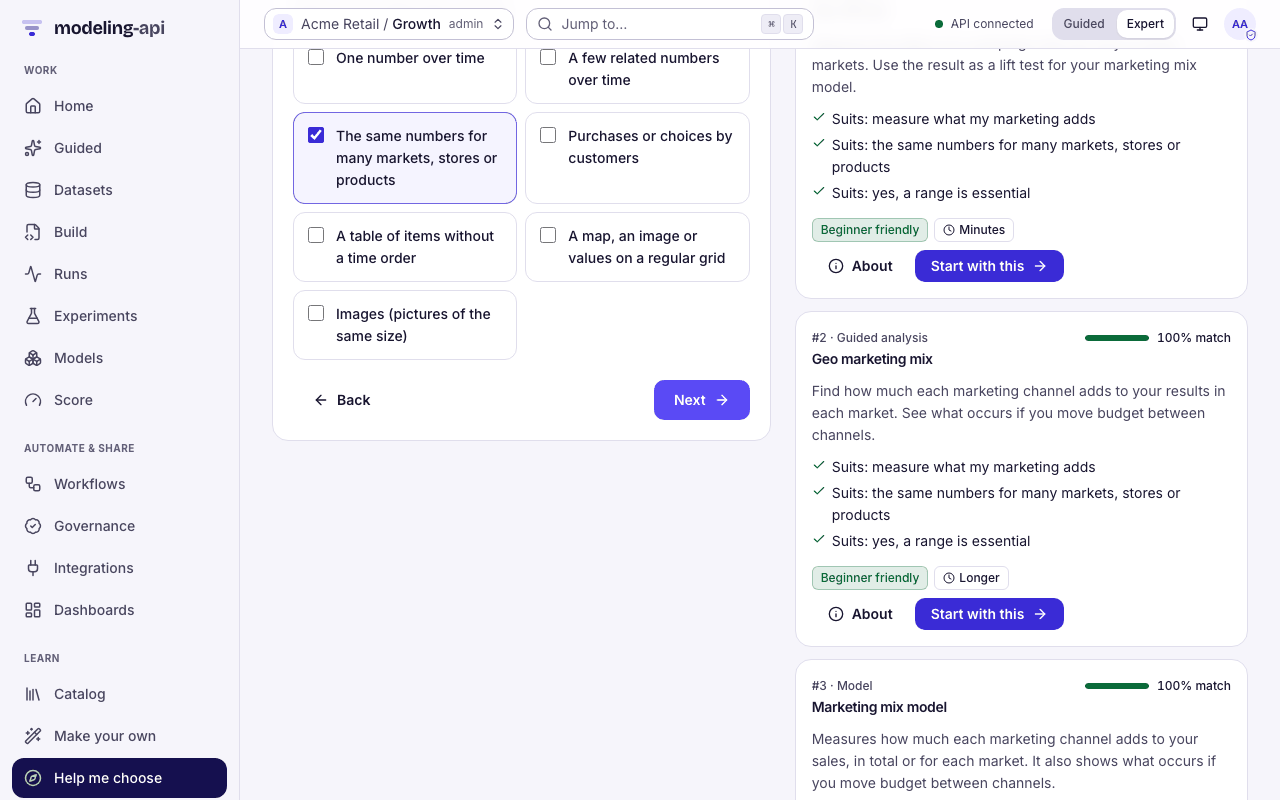 modeling-api
WORK
Home
Guided
Datasets
Build
Runs
Experiments
Models
Score
AUTOMATE & SHARE
Workflows
Governance
Integrations
Dashboards
LEARN
Catalog
Make your own
Help me choose
A
Acme Retail / Growth
admin
Jump to...
⌘
K
API connected
Guided
Expert
AA
One number over time
A few related numbers
over time
The same numbers for
many markets, stores or
products
Purchases or choices by
customers
A table of items without
a time order
A map, an image or
values on a regular grid
Images (pictures of the
same size)
Back
Next
markets. Use the result as a lift test for your marketing mix
model.
Suits: measure what my marketing adds
Suits: the same numbers for many markets, stores or
products
Suits: yes, a range is essential
Beginner friendly
Minutes
About
Start with this
#2 · Guided analysis
100% match
Geo marketing mix
Find how much each marketing channel adds to your results in
each market. See what occurs if you move budget between
channels.
Suits: measure what my marketing adds
Suits: the same numbers for many markets, stores or
products
Suits: yes, a range is essential
Beginner friendly
Longer
About
Start with this
#3 · Model
100% match
Marketing mix model
Measures how much each marketing channel adds to your
sales, in total or for each market. It also shows what occurs if
you move budget between channels.